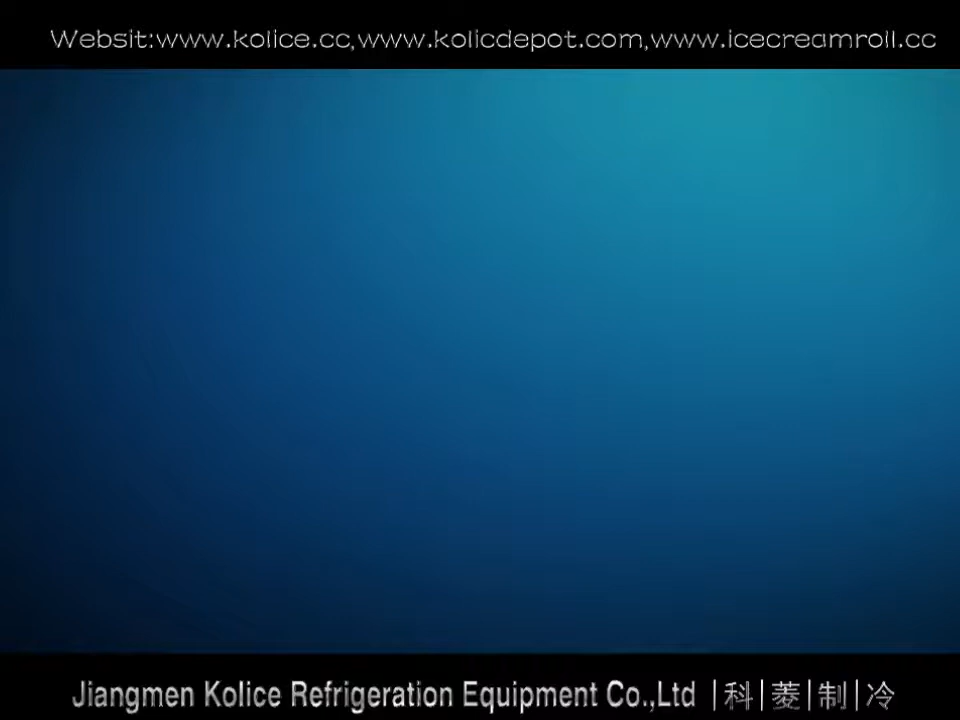 Websit:www.kolice.cc,www.kolicdepot.com,www.icecreamroll.cc
Jiangmen Kolice Refrigeration Equipment Co.,Ltd |科|菱|制|冷